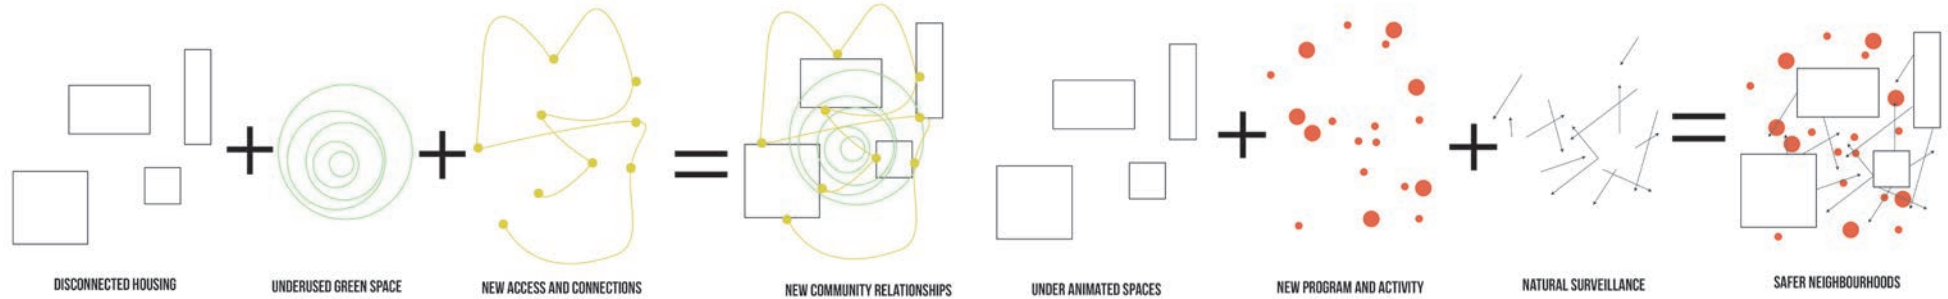 DISCONNECTED HOUSING
UNDERUSED GREEN SPACE
NEW ACCESS AND CONNECTIONS
NEW COMMUNITY RELATIONSHIPS
UNDER ANIMATED SPACES
NEW PROGRAM AND ACTIVITY
NATURAL SURVEILLANCE
SAFER NEIGHBOURHOODS